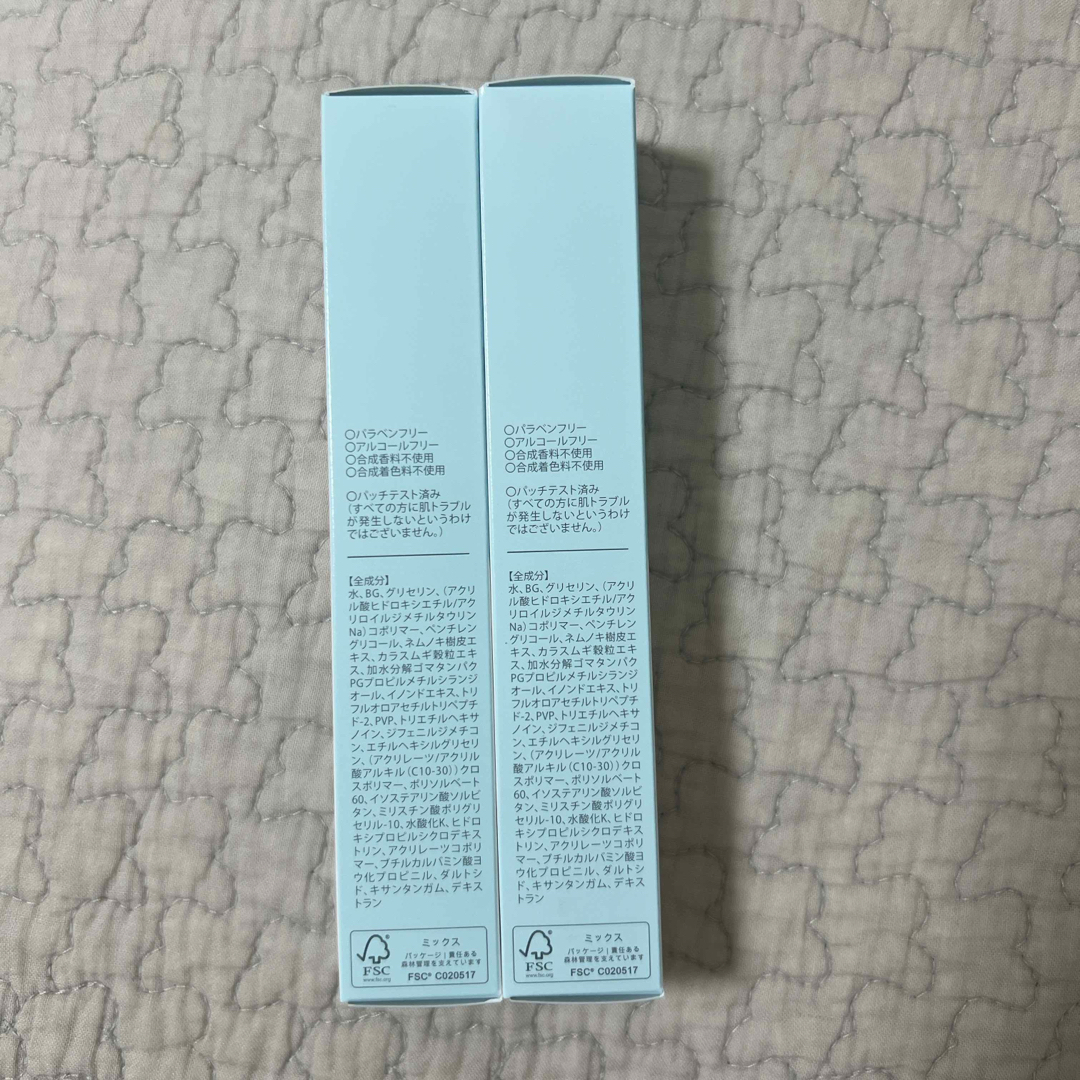 〇パラベンフリー
〇アルコールフリー
〇合成香料不使用
〇合成着色料不使用
〇パッチテスト済み
(すべての方に肌トラブル
が発生しないというわけ
ではございません。)
【全成分】
水、BG、グリセリン、(アクリ
ル酸ヒドロキシエチル/アク
リロイルジメチルタウリン
Na)コポリマー、ペンチレン
グリコール、ネムノキ樹皮エ
キス、カラスムギ穀粒エキ
ス、加水分解ゴマタンパク
PGプロピルメチルシランジ
オール、イノンドエキス、トリ
フルオロアセチルトリペプチ
ド-2、PVP、トリエチルヘキサ
ノイン、ジフェニルジメチコ
ン、エチルヘキシルグリセリ
ン、(アクリレーツ/アクリル
酸アルキル(C10-30))クロ
スポリマー、ポリソルベート
60、イソステアリン酸ソルビ
タン、ミリスチン酸ポリグリ
セリル-10、水酸化K、ヒドロ
キシプロピルシクロデキス
トリン、アクリレーツコポリ
マー、ブチルカルバミン酸ヨ
ウ化プロピニル、ダルトシ
ド、キサンタンガム、デキス
トラン
FSC
www.fsc.org
ミックス
パッケージ|責任ある
森林管理を支えています
FSC® C020517
〇パラベンフリー
〇アルコールフリー
〇合成香料不使用
〇合成着色料不使用
〇パッチテスト済み
(すべての方に肌トラブル
が発生しないというわけ
ではございません。)
【全成分】
水、BG、グリセリン、(アクリ
ル酸ヒドロキシエチル/アク
リロイルジメチルタウリン
Na)コポリマー、ペンチレン
グリコール、ネムノキ樹皮エ
キス、カラスムギ穀粒エキ
ス、加水分解ゴマタンパク
PGプロピルメチルシランジ
オール、イノンドエキス、トリ
フルオロアセチルトリペプチ
ド-2、PVP、トリエチルヘキサ
ノイン、ジフェニルジメチコ
ン、エチルヘキシルグリセリ
ン、(アクリレーツ/アクリル
酸アルキル(C10-30))クロ
スポリマー、ポリソルベート
60、イソステアリン酸ソルビ
タン、ミリスチン酸ポリグリ
セリル-10、水酸化K、ヒドロ
キシプロピルシクロデキス
トリン、アクリレーツコポリ
マー、ブチルカルバミン酸ヨ
ウ化プロピニル、ダルトシ
ド、キサンタンガム、デキス
トラン
FSC
www.fsc.org
ミックス
パッケージ|責任ある
森林管理を支えています
FSC® C020517